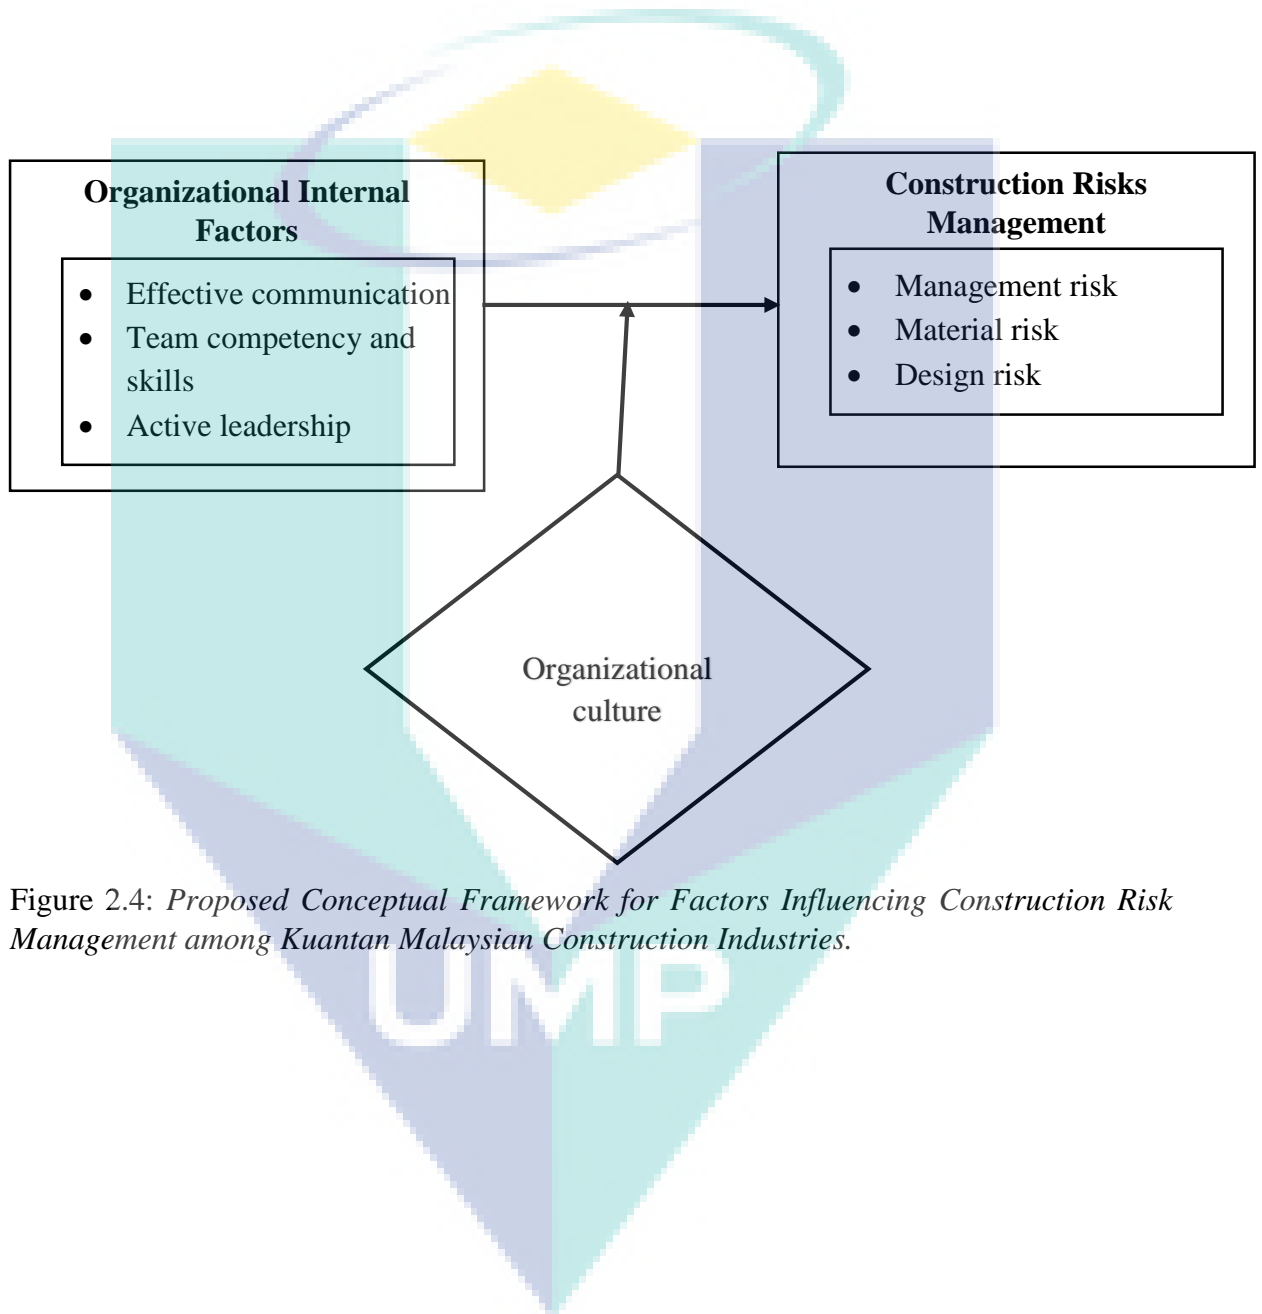 Organizational Internal
Factors
• Effective communication
• Team competency and
skills
• Active leadership
Construction Risks
Management
• Management risk
• Material risk
• Design risk
Organizational
culture
Figure 2.4: Proposed Conceptual Framework for Factors Influencing Construction Risk
Management among Kuantan Malaysian Construction Industries.
UMP